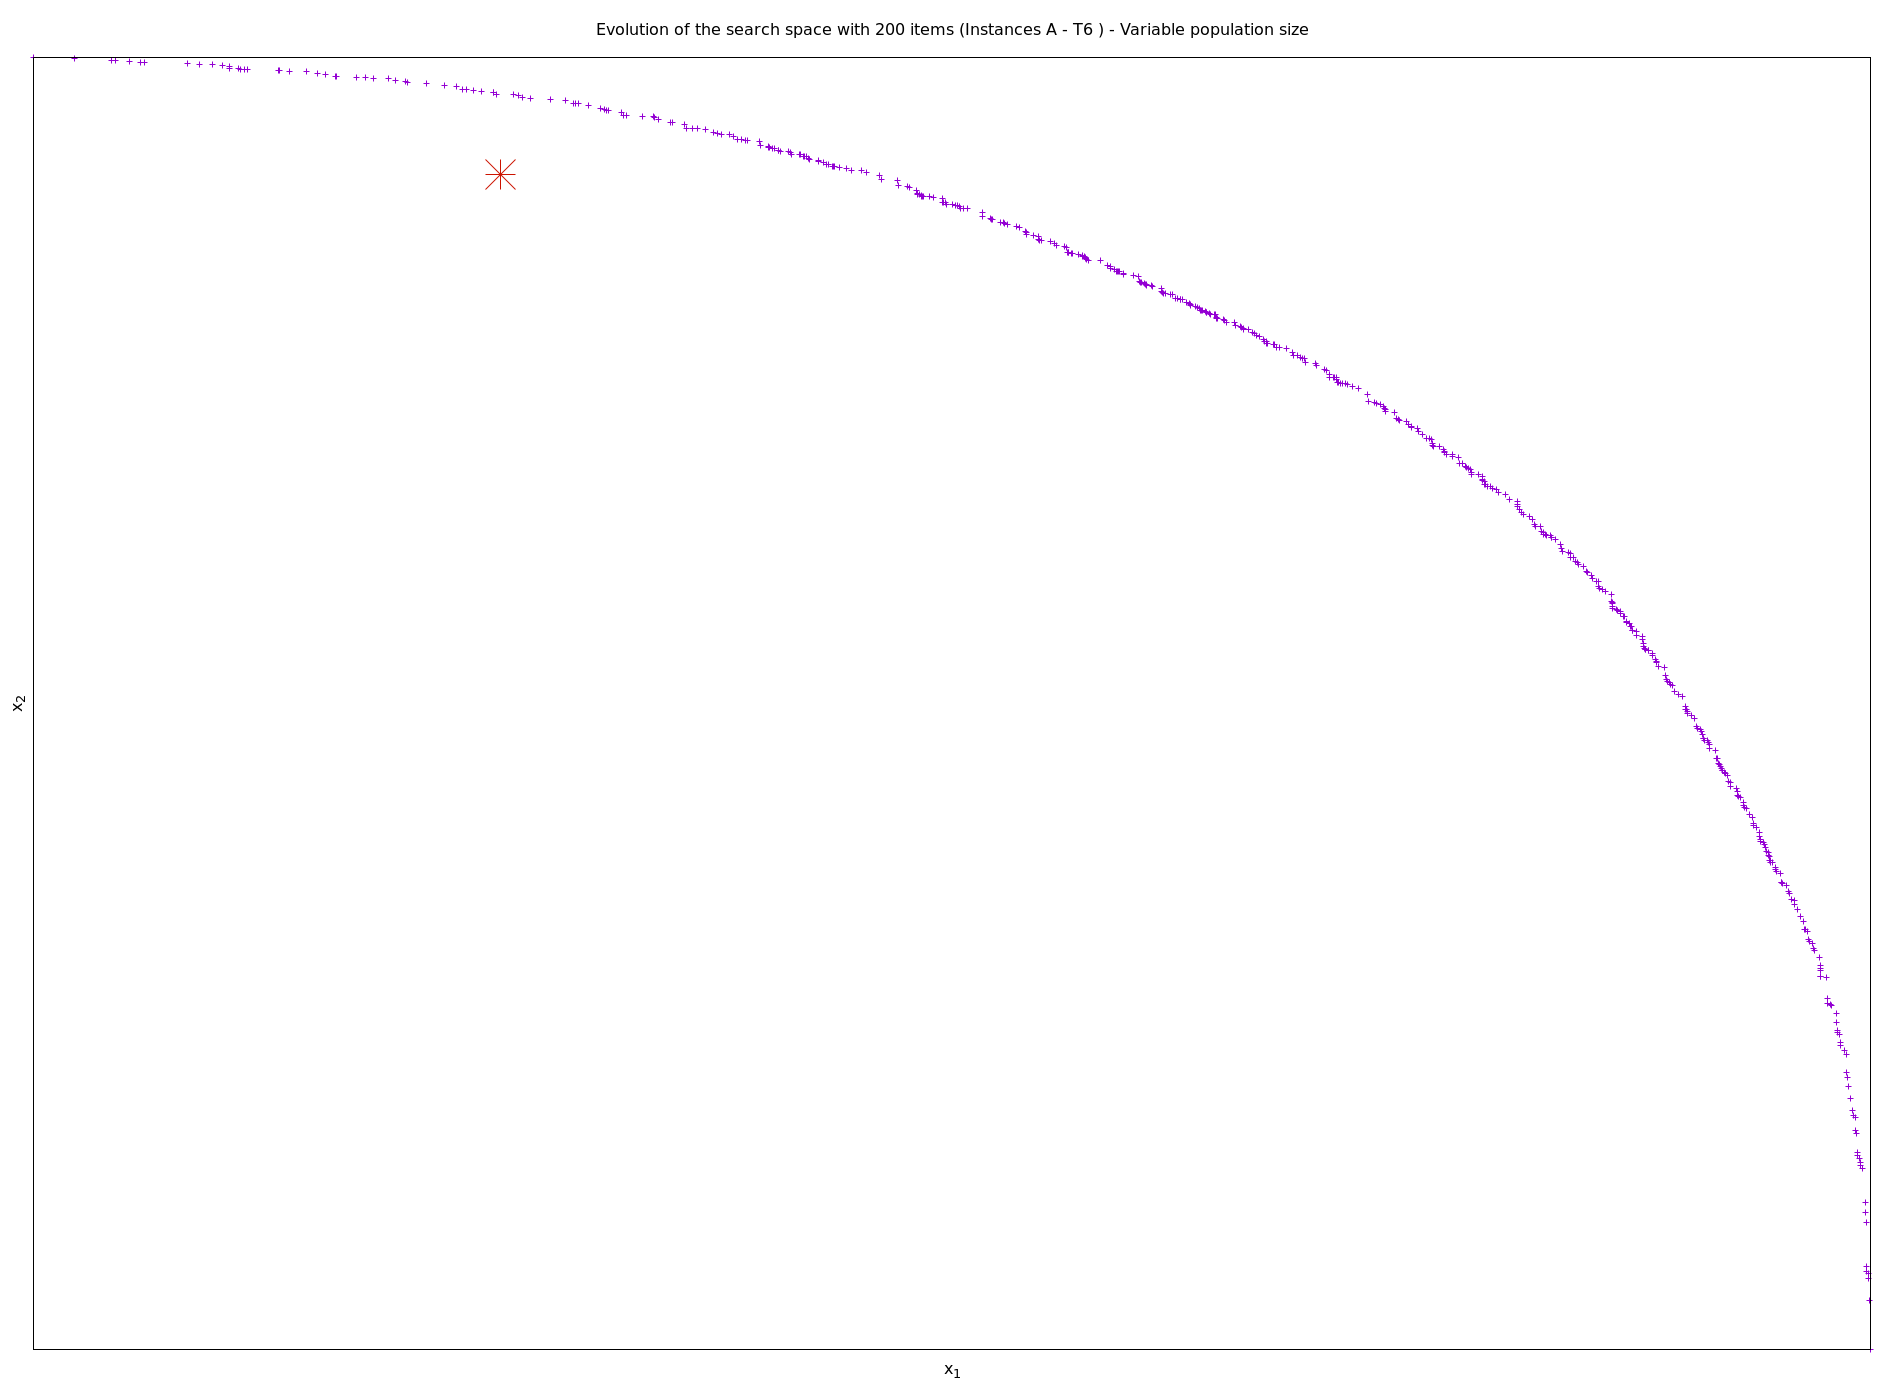 Evolution of the search space with 200 items (Instances A - T6 ) - Variable population size
x₂
x₁